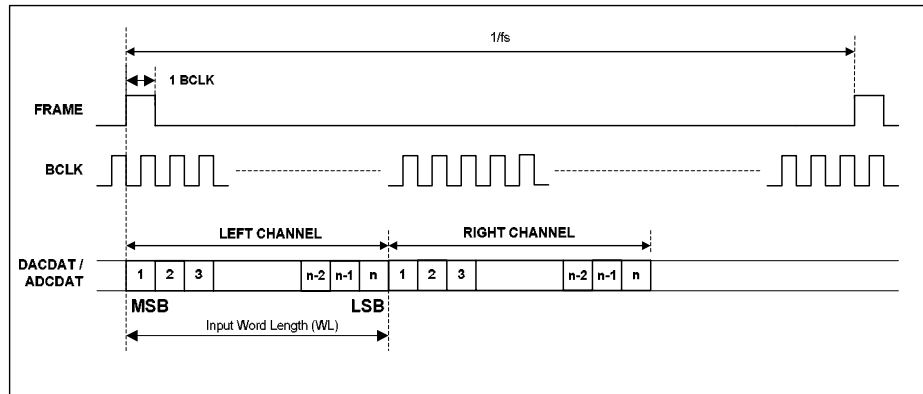 1/fs
1 BCLK
FRAME
BCLK
LEFT CHANNEL
RIGHT CHANNEL
DACDAT /
ADCDAT
1 2 3 n-2 n-1 n 1 2 3 n-2 n-1 n
MSB LSB
Input Word Length (WL)